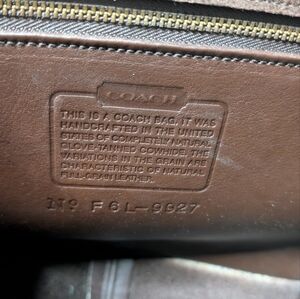 COACH
THIS IS A COACH BAG. IT WAS
HANDCRAFTED IN THE UNITED
STATES OF COMPLETELY NATURAL
GLOVE-TANNED COWHIDE. THE
VARIATIONS IN THE GRAIN ARE
CHARACTERISTIC OF NATURAL
FULL-GRAIN LEATHER.
No F6L-9927